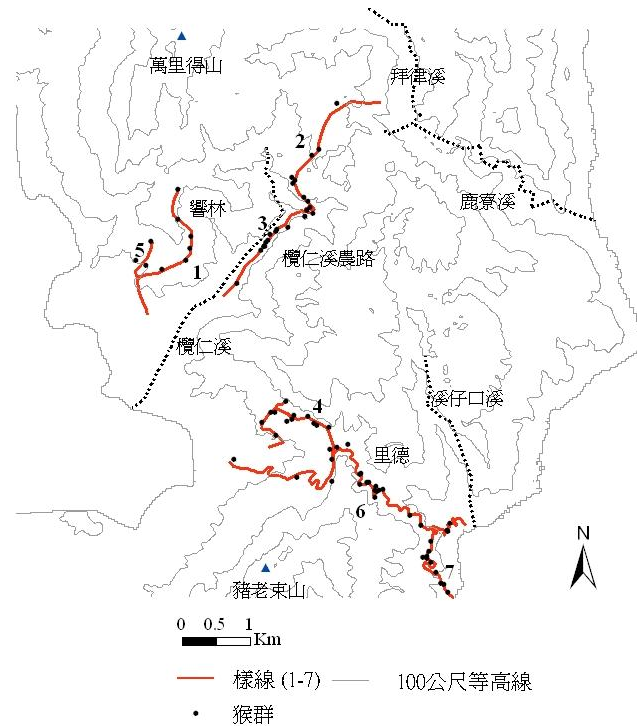 萬里得山
拜律溪
2
鹿寮溪
響林
3
5
欖仁溪農路
1
欖仁溪
溪仔口溪
4
里德
6
N
7
豬老束山
0 0.5 1
Km
樣線 (1-7)
100公尺等高線
猴群